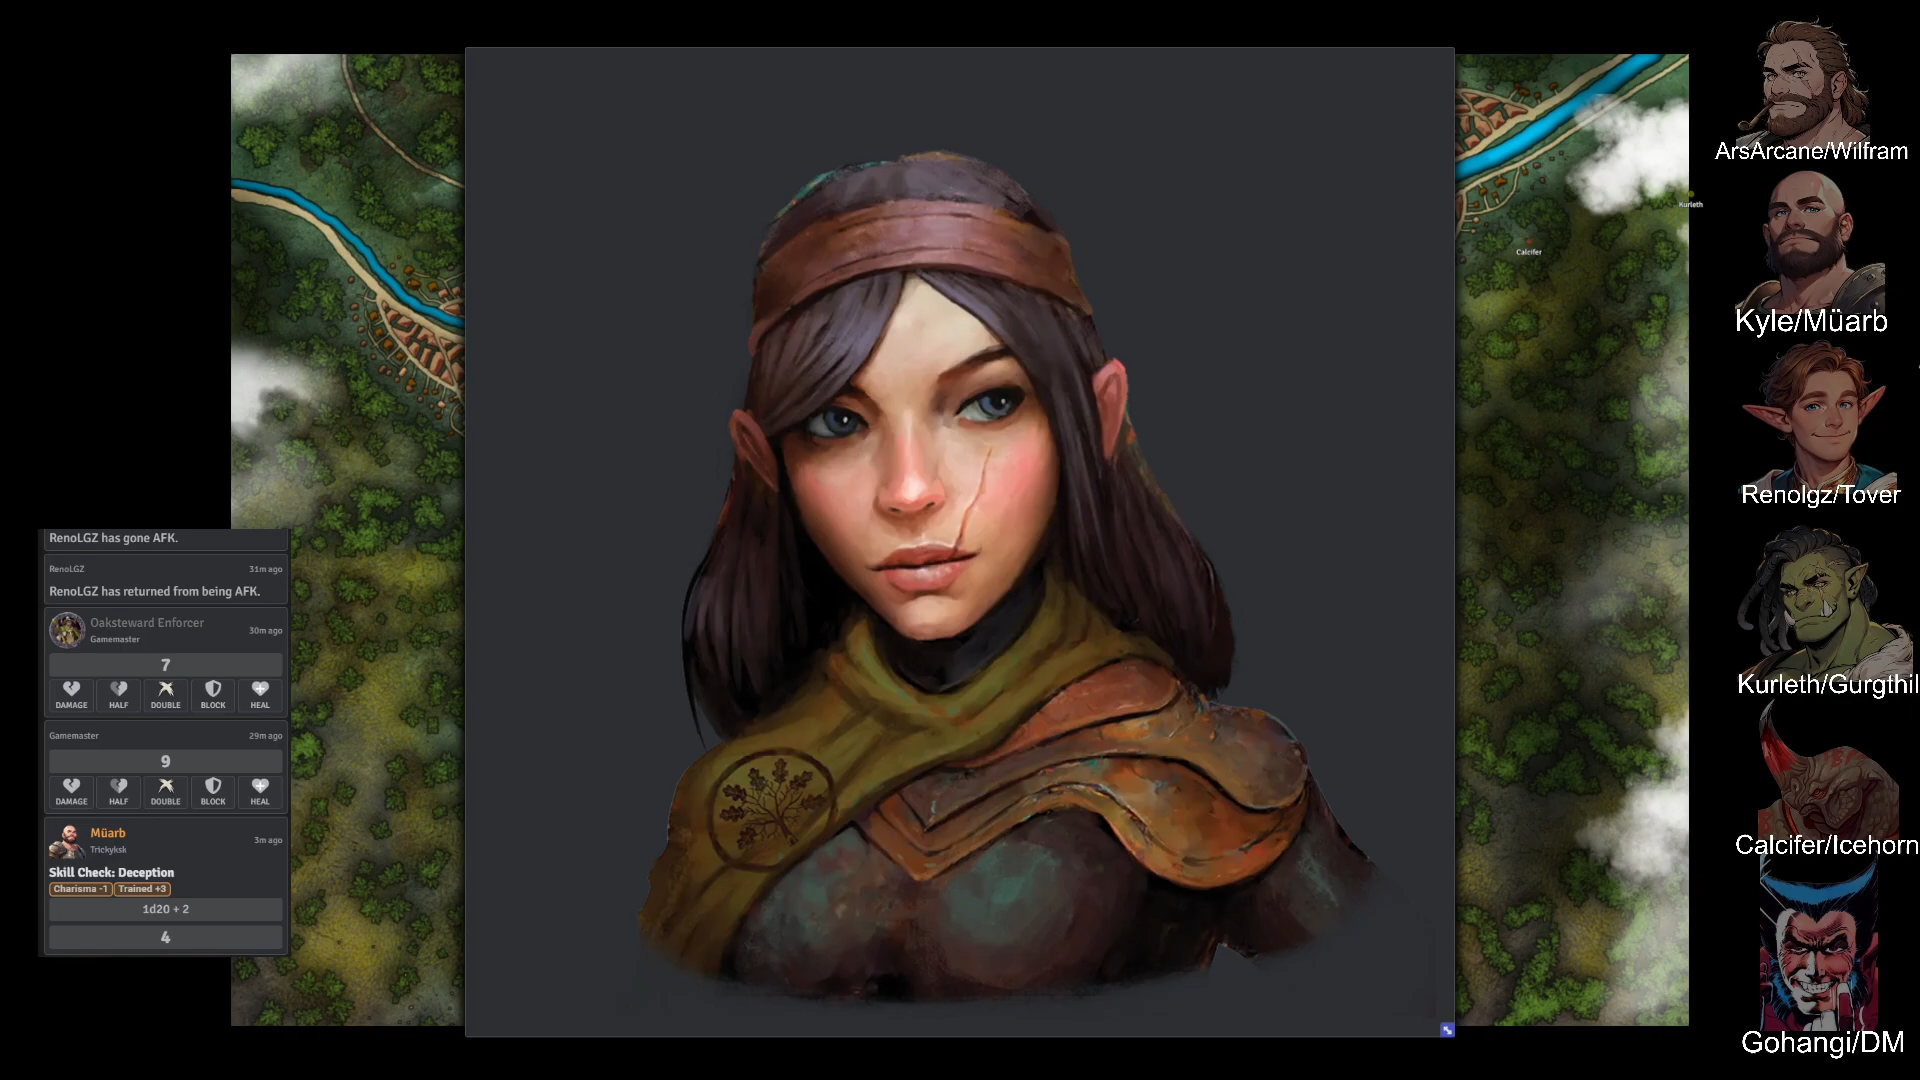 RenoLGZ has gone AFK.
RenoLGZ 31m ago
RenoLGZ has returned from being AFK.
Oaksteward Enforcer
Gamemaster 30m ago
7
DAMAGE HALF DOUBLE BLOCK HEAL
Gamemaster 29m ago
9
DAMAGE HALF DOUBLE BLOCK HEAL
Müarb
Trickyksk 3m ago
Skill Check: Deception
Charisma -1 Trained +3
1d20 + 2
4
Kurleth
Calcifer
ArsArcane/Wilfram
Kyle/Müarb
Renolgz/Tover
Kurleth/Gurgthil
Calcifer/Icehorn
Gohangi/DM